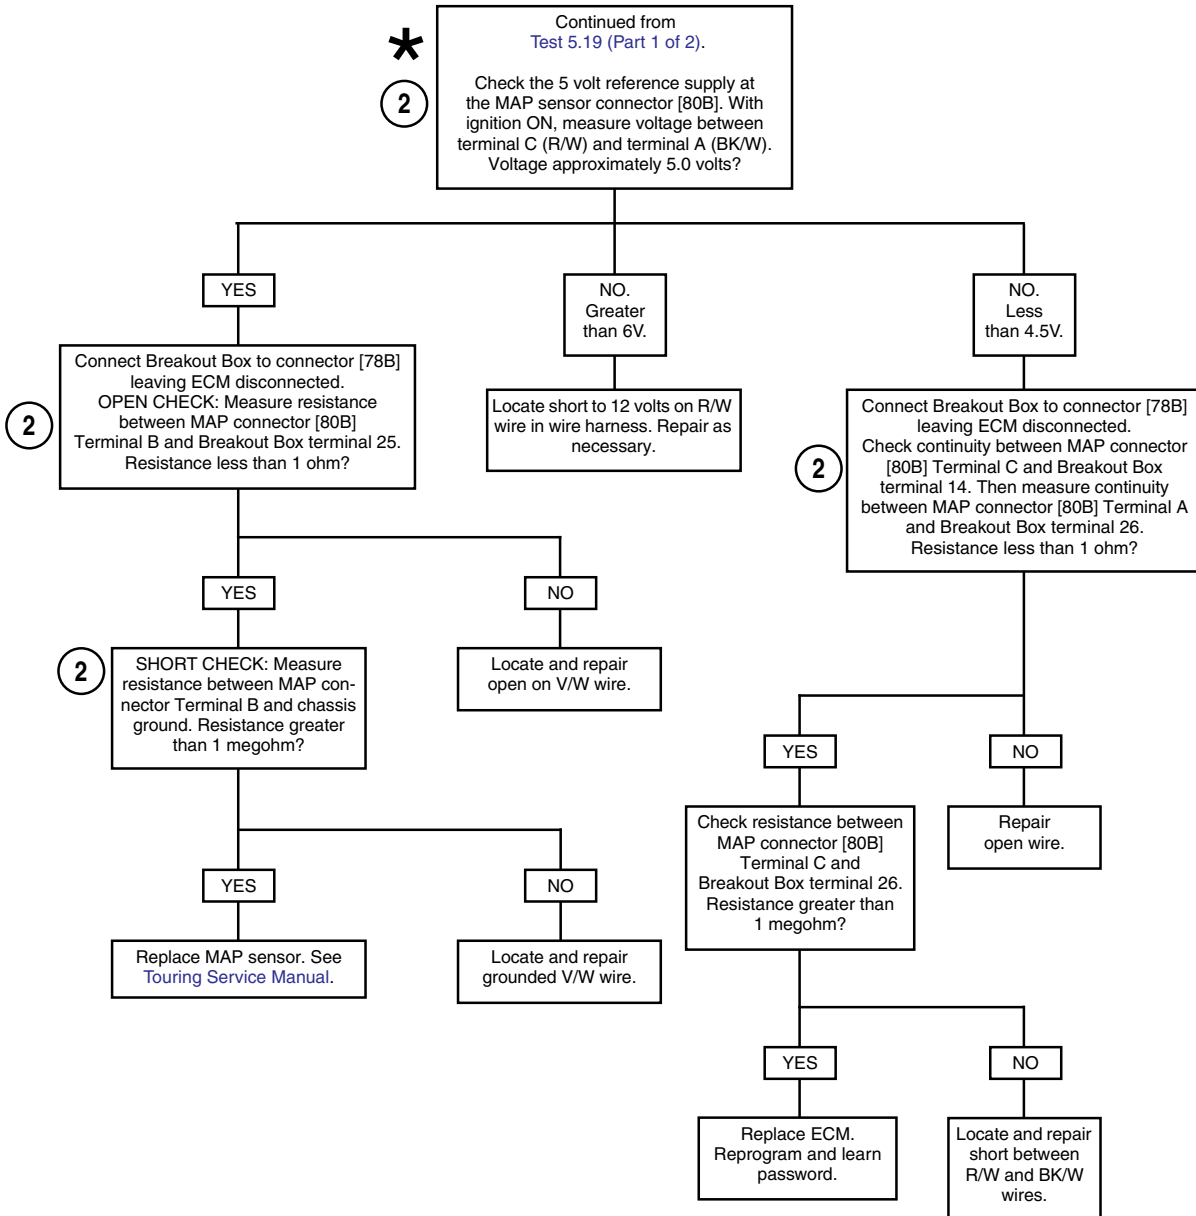 *
2
Continued from
Test 5.19 (Part 1 of 2).
Check the 5 volt reference supply at
the MAP sensor connector [80B]. With
ignition ON, measure voltage between
terminal C (R/W) and terminal A (BK/W).
Voltage approximately 5.0 volts?
YES
NO.
Greater
than 6V.
NO.
Less
than 4.5V.
2
Connect Breakout Box to connector [78B]
leaving ECM disconnected.
OPEN CHECK: Measure resistance
between MAP connector [80B]
Terminal B and Breakout Box terminal 25.
Resistance less than 1 ohm?
Locate short to 12 volts on R/W
wire in wire harness. Repair as
necessary.
2
Connect Breakout Box to connector [78B]
leaving ECM disconnected.
Check continuity between MAP connector
[80B] Terminal C and Breakout Box
terminal 14. Then measure continuity
between MAP connector [80B] Terminal A
and Breakout Box terminal 26.
Resistance less than 1 ohm?
YES
NO
2
SHORT CHECK: Measure
resistance between MAP con-
nector Terminal B and chassis
ground. Resistance greater
than 1 megohm?
Locate and repair
open on V/W wire.
YES
NO
Check resistance between
MAP connector [80B]
Terminal C and
Breakout Box terminal 26.
Resistance greater than
1 megohm?
Repair
open wire.
YES
NO
Replace MAP sensor. See
Touring Service Manual.
Locate and repair
grounded V/W wire.
YES
NO
Replace ECM.
Reprogram and learn
password.
Locate and repair
short between
R/W and BK/W
wires.